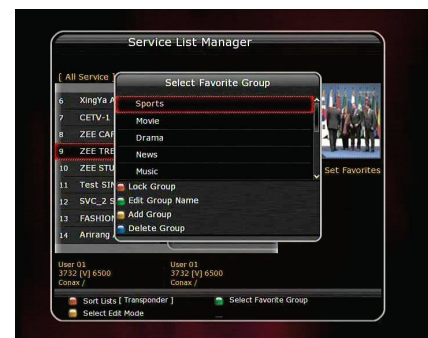 Service List Manager
[ All Service ]
Select Favorite Group
Sports
Movie
Drama
News
Music
Lock Group
Edit Group Name
Add Group
Delete Group
6 XingYa A
7 CETV-1
8 ZEE CAF
9 ZEE TRE
10 ZEE STU
11 Test SI
12 SVC_2 S
13 FASHIO
14 Arirang
Set Favorites
User 01
3732 [V] 6500
Conax /
User 01
3732 [V] 6500
Conax /
Sort Lists [ Transponder ]
Select Favorite Group
Select Edit Mode